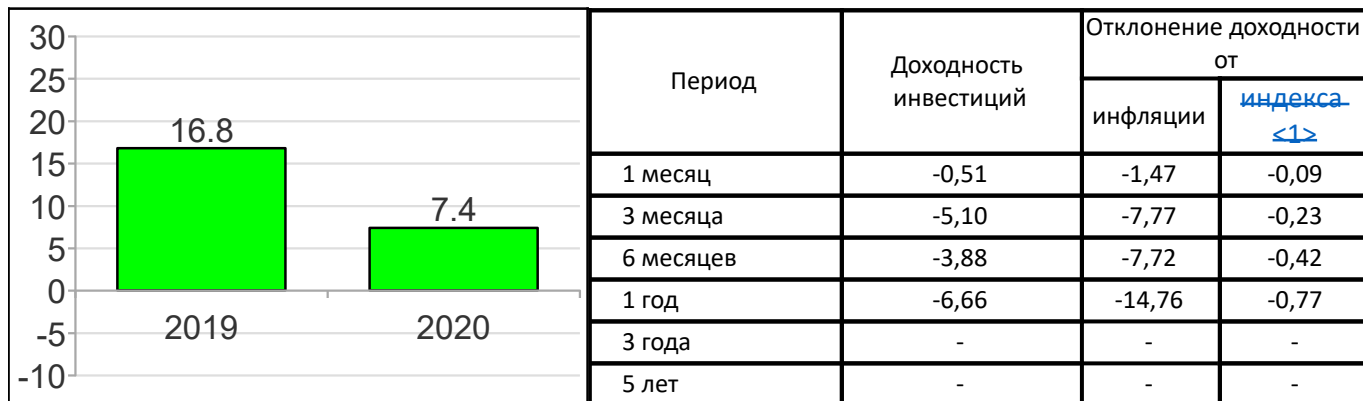 30
25
20
15
10
5
0
-5
-10
16.8
7.4
2019
2020
Период
Доходность
инвестиций
Отклонение доходности
от
инфляции
индекса
<1>
1 месяц -0,51 -1,47 -0,09
3 месяца -5,10 -7,77 -0,23
6 месяцев -3,88 -7,72 -0,42
1 год -6,66 -14,76 -0,77
3 года - - -
5 лет - - -